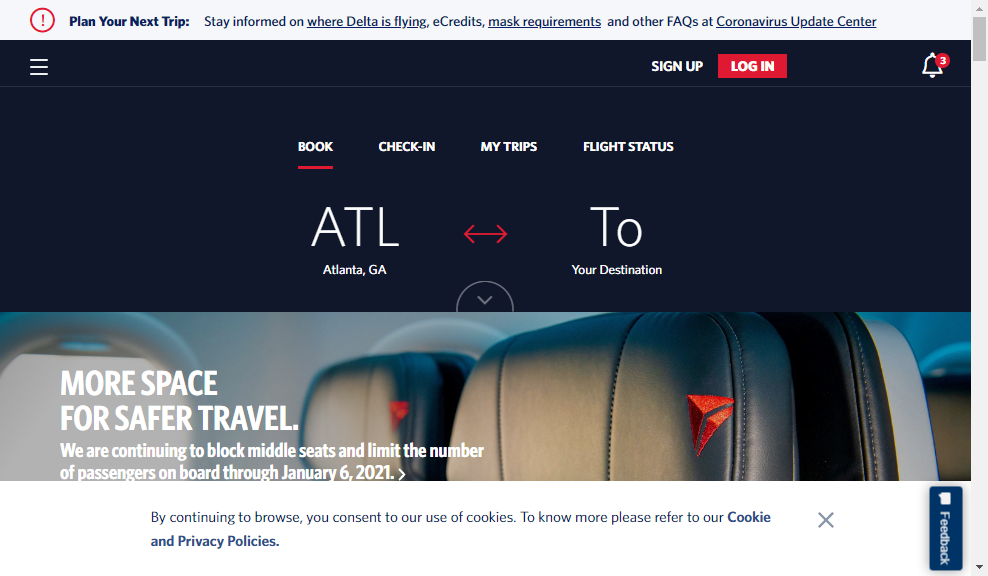 Plan Your Next Trip: Stay informed on where Delta is flying, eCredits, mask requirements and other FAQs at Coronavirus Update Center
SIGN UP LOG IN 3
BOOK CHECK-IN MY TRIPS FLIGHT STATUS
ATL To
Atlanta, GA Your Destination
MORE SPACE
FOR SAFER TRAVEL.
We are continuing to block middle seats and limit the number
of passengers on board through January 6, 2021.
By continuing to browse, you consent to our use of cookies. To know more please refer to our Cookie
and Privacy Policies.
Feedback